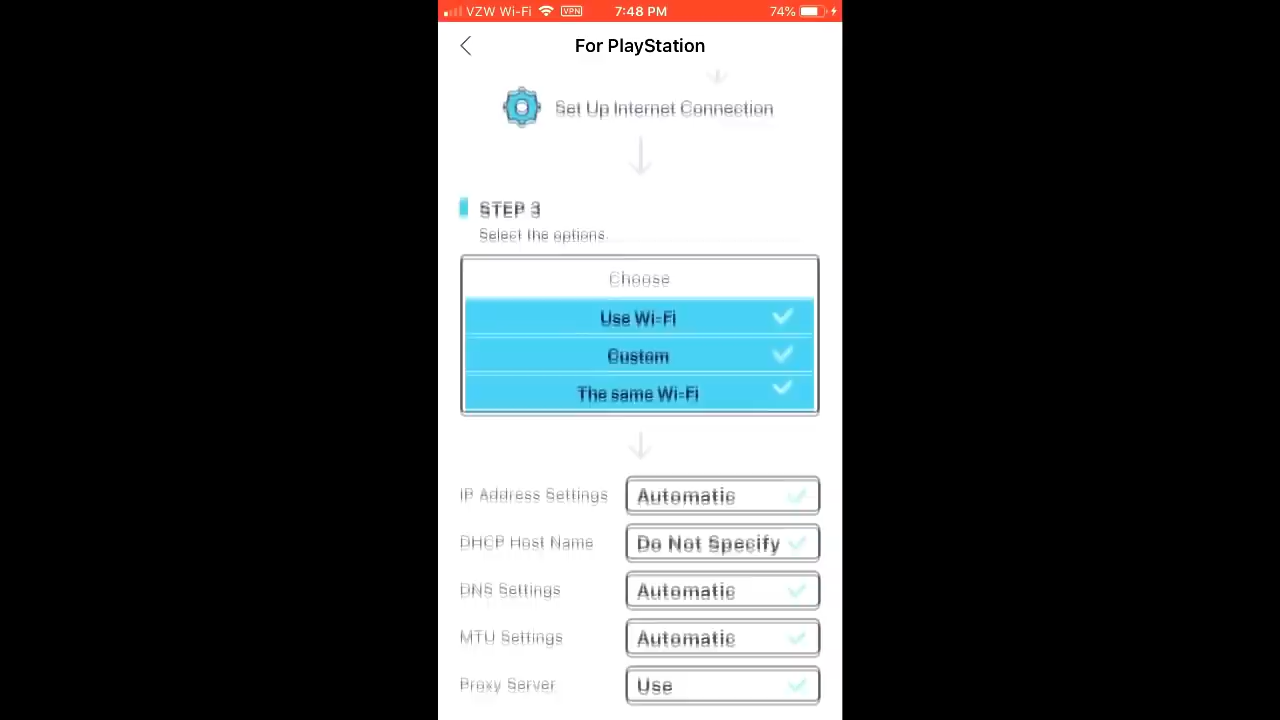 VZW Wi-Fi VPN 7:48 PM 74%
For PlayStation
Set Up Internet Connection
STEP 3
Select the options.
Choose
Use Wi-Fi
Custom
The same Wi-Fi
IP Address Settings Automatic
DHCP Host Name Do Not Specify
DNS Settings Automatic
MTU Settings Automatic
Proxy Server Use